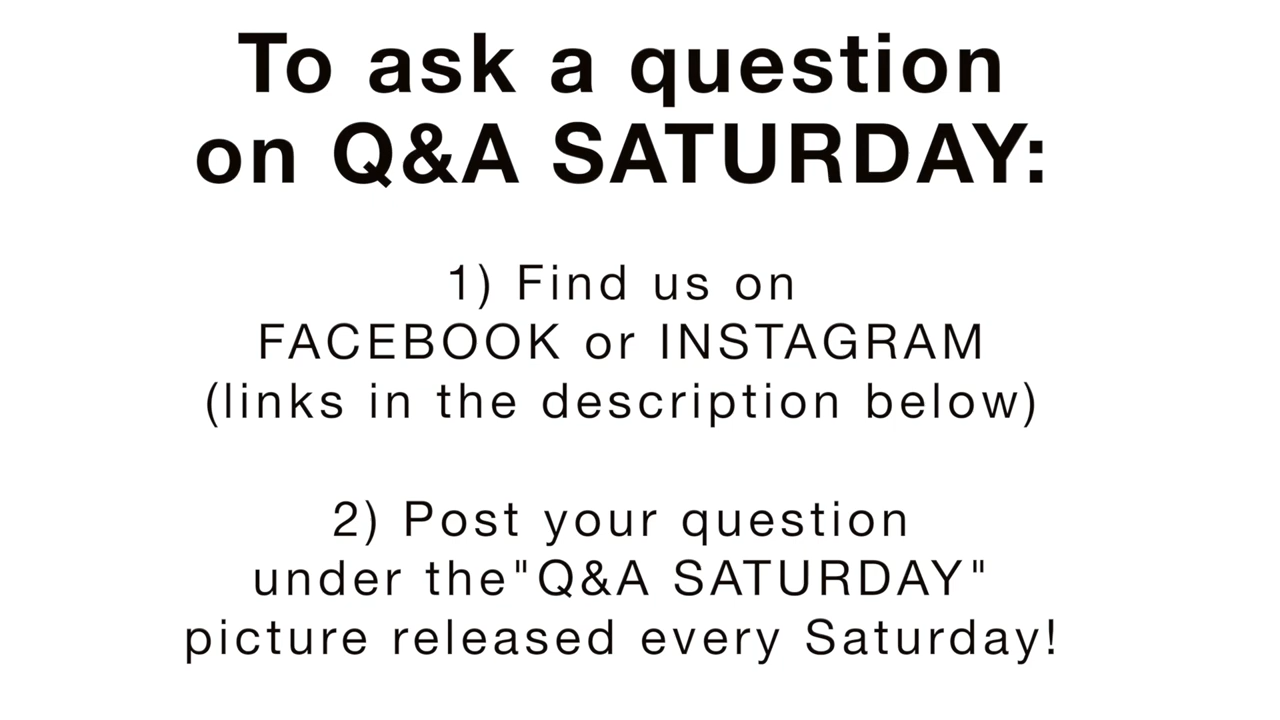 To ask a question
on Q&A SATURDAY:
1) Find us on
FACEBOOK or INSTAGRAM
(links in the description below)
2) Post your question
under the"Q&A SATURDAY"
picture released every Saturday!